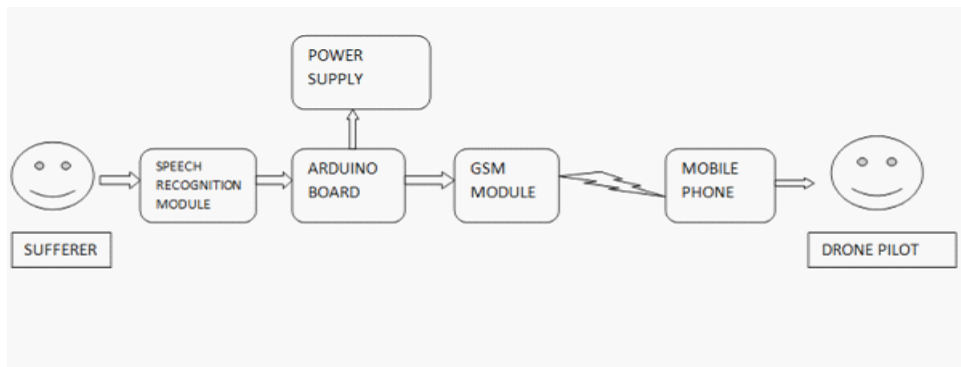 POWER
SUPPLY
SPEECH
RECOGNITION
MODULE
ARDUINO
BOARD
GSM
MODULE
MOBILE
PHONE
SUFFERER
DRONE PILOT